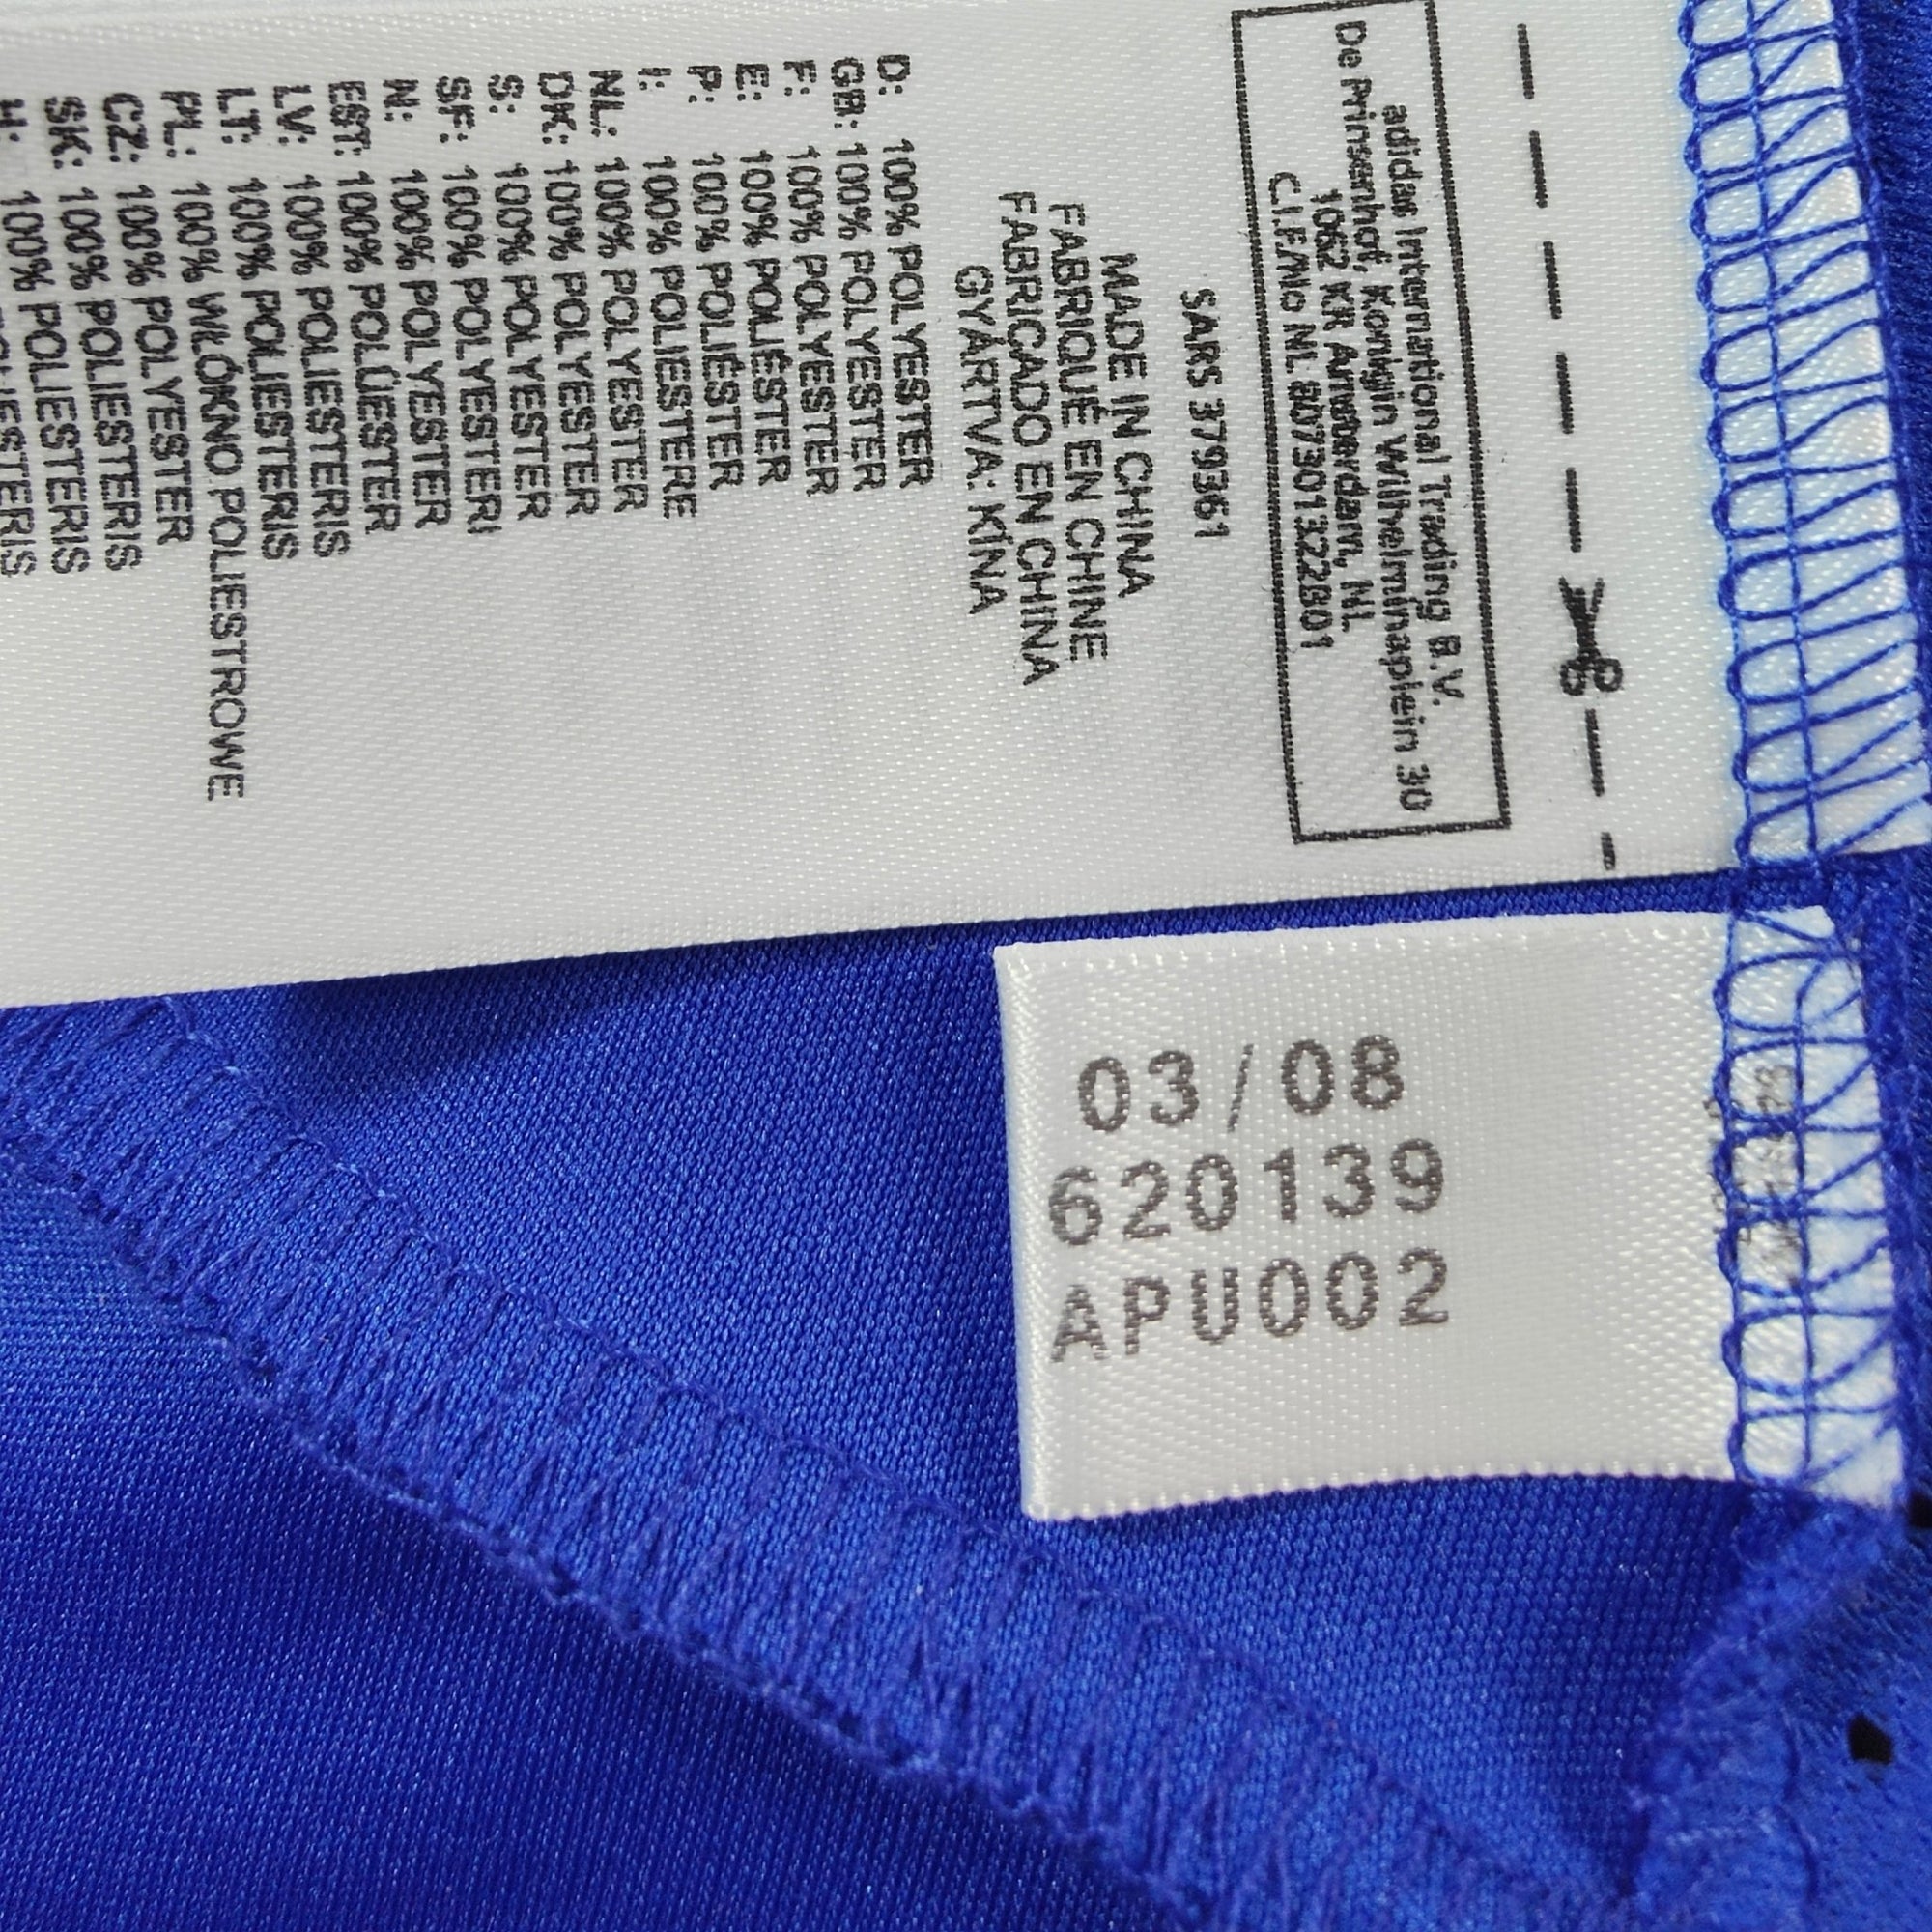 adidas International Trading B.V.
De Prinsenhof, Koningin Wilhelminaplein 30
1062 KR Amsterdam, NL
C.I.F./Nio NL 807301322B01
SARS 379361
MADE IN CHINA
FABRIQUÉ EN CHINE
FABRICADO EN CHINA
GYÁRTVA: KÍNA
D: 100% POLYESTER
GB: 100% POLYESTER
F: 100% POLYESTER
E: 100% POLIÉSTER
P: 100% POLIÉSTER
I: 100% POLIESTERE
NL: 100% POLYESTER
DK: 100% POLYESTER
S: 100% POLYESTER
SF: 100% POLYESTERI
N: 100% POLYESTER
EST: 100% POLÜESTER
LV: 100% POLIESTERIS
LT: 100% POLIESTERIS
PL: 100% WŁÓKNO POLIESTROWE
CZ: 100% POLYESTER
SK: 100% POLIESTERIS
100% POLIESTERIS
100%
03/08
620139
APU002